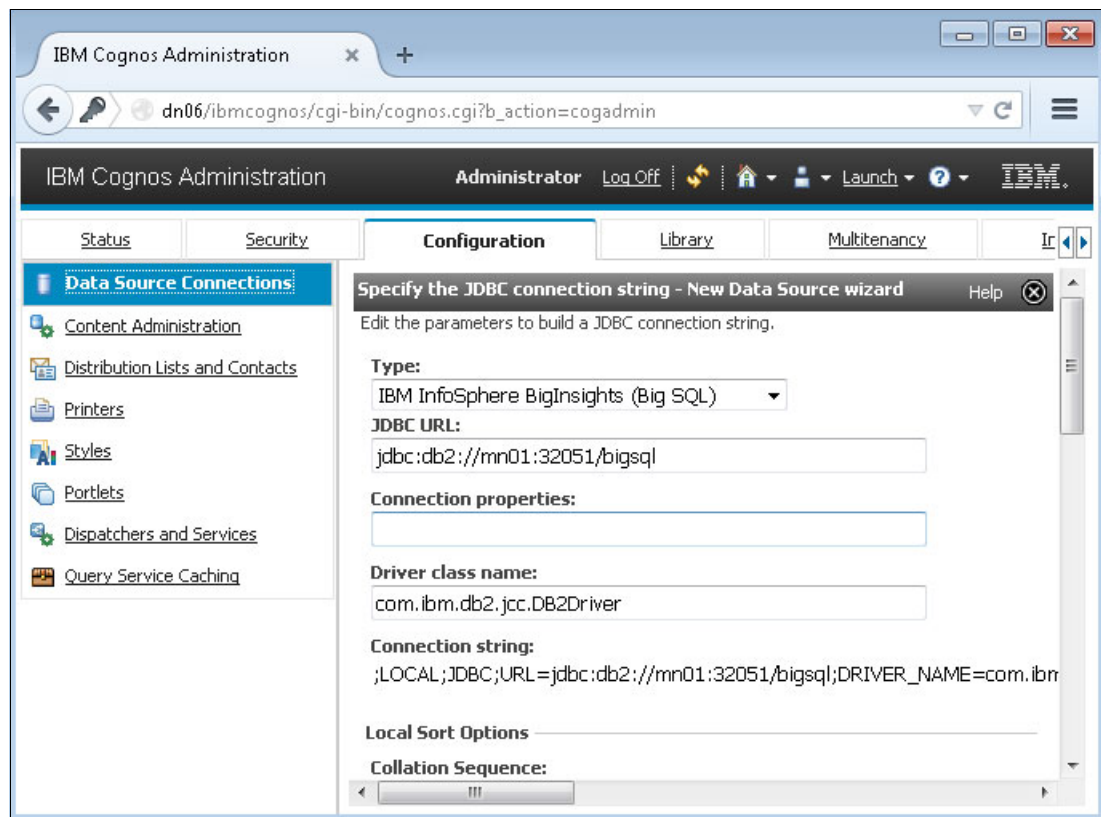 IBM Cognos Administration
dn06/ibmcognos/cgi-bin/cognos.cgi?b_action=cogadmin
IBM Cognos Administration Administrator Log Off Launch IBM.
Status Security Configuration Library Multitenancy
Data Source Connections
Content Administration
Distribution Lists and Contacts
Printers
Styles
Portlets
Dispatchers and Services
Query Service Caching
Specify the JDBC connection string - New Data Source wizard Help
Edit the parameters to build a JDBC connection string.
Type:
IBM InfoSphere BigInsights (Big SQL)
JDBC URL:
jdbc:db2://mn01:32051/bigsql
Connection properties:
Driver class name:
com.ibm.db2.jcc.DB2Driver
Connection string:
;LOCAL;JDBC;URL=jdbc:db2://mn01:32051/bigsql;DRIVER_NAME=com.ibm
Local Sort Options
Collation Sequence: